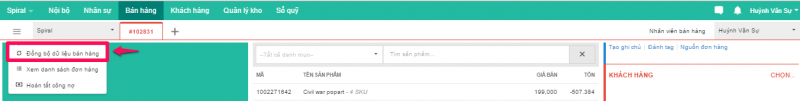 Spiral Nội bộ Nhân sự Bán hàng Khách hàng Quản lý kho Sổ quỹ Huỳnh Văn Sự
Spiral #102831 + Nhân viên bán hàng Huỳnh Văn Sự
Đồng bộ dữ liệu bán hàng
Xem danh sách đơn hàng
Hoàn tất công nợ
--Tất cả danh mục-- Tìm sản phẩm...
MÃ TÊN SẢN PHẨM GIÁ BÁN TỒN
1002271642 Civil war popart - 4 SKU 199,000 -507.384
Tạo ghi chú Đánh tag Nguồn đơn hàng
KHÁCH HÀNG CHỌN...